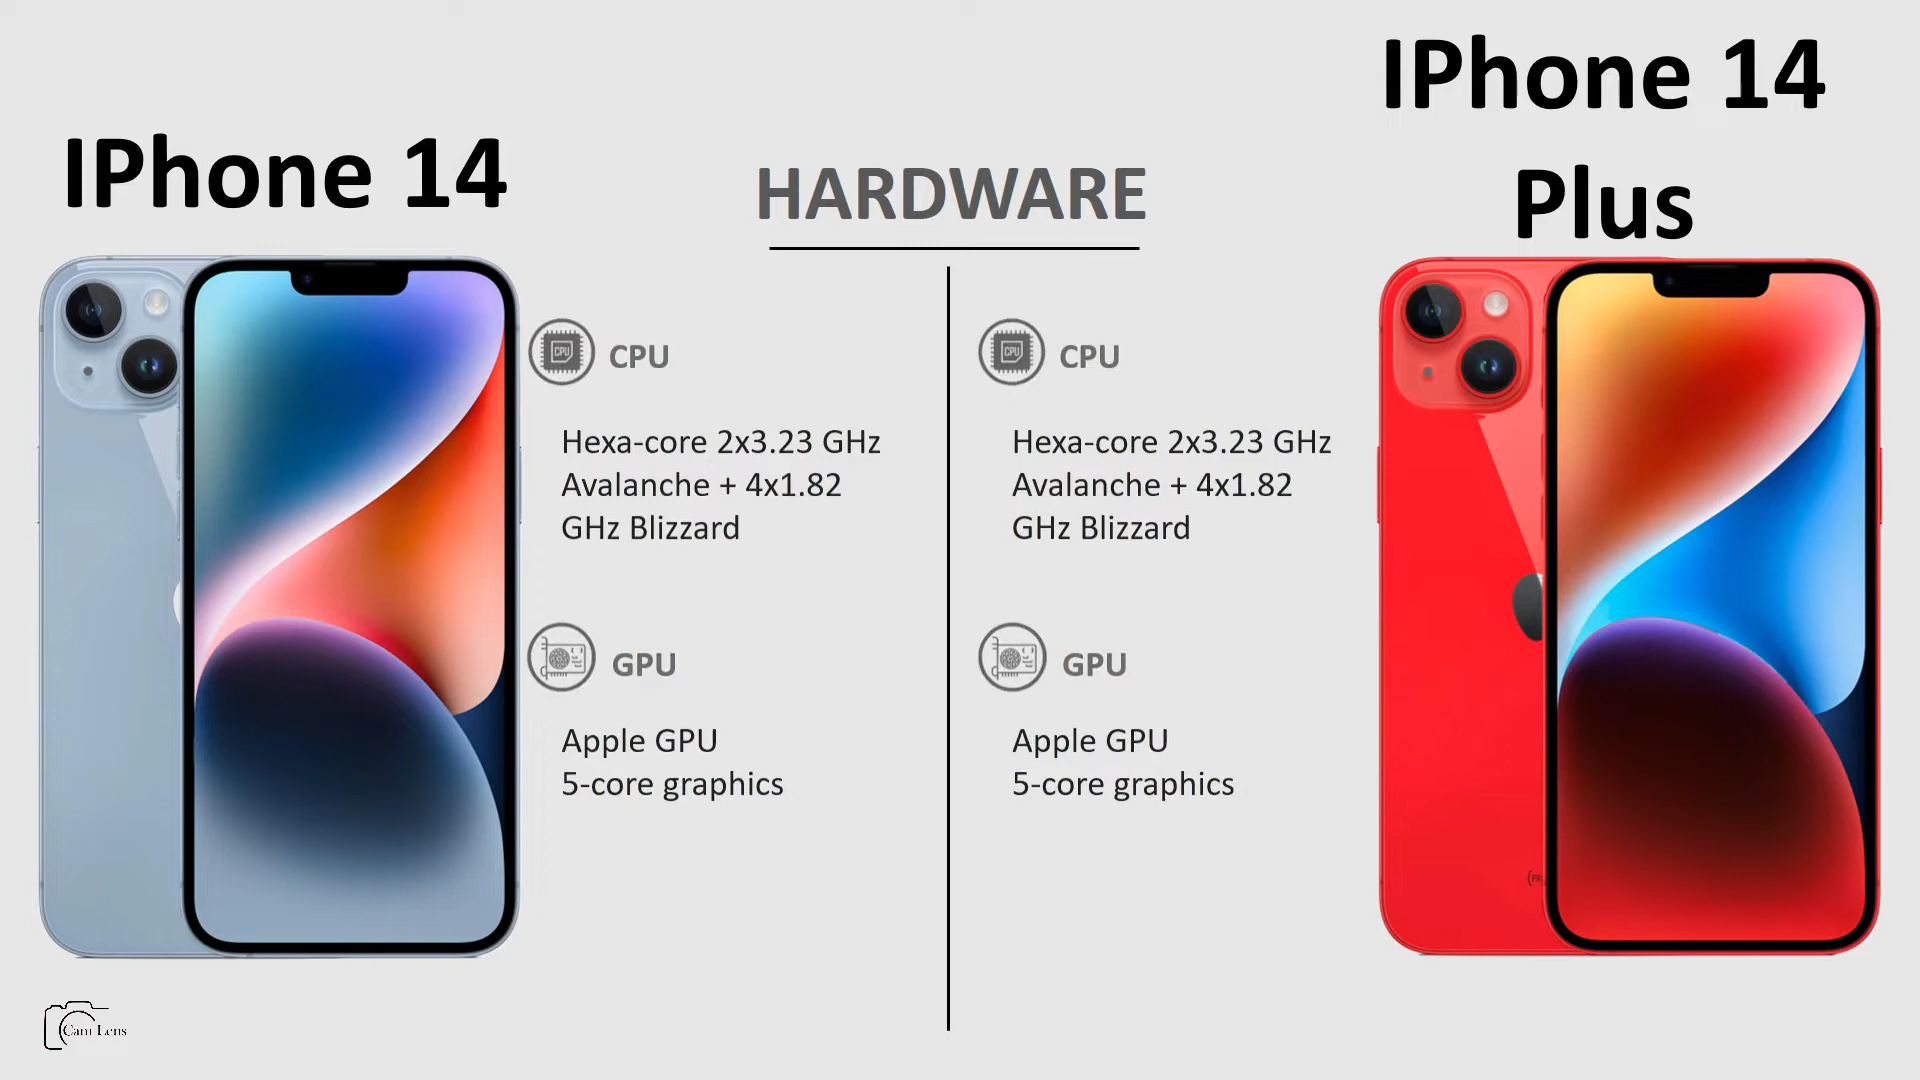 IPhone 14
IPhone 14
Plus
HARDWARE
CPU
Hexa-core 2x3.23 GHz
Avalanche + 4x1.82
GHz Blizzard
GPU
Apple GPU
5-core graphics
CPU
Hexa-core 2x3.23 GHz
Avalanche + 4x1.82
GHz Blizzard
GPU
Apple GPU
5-core graphics
CPU
CPU
Cam Lens